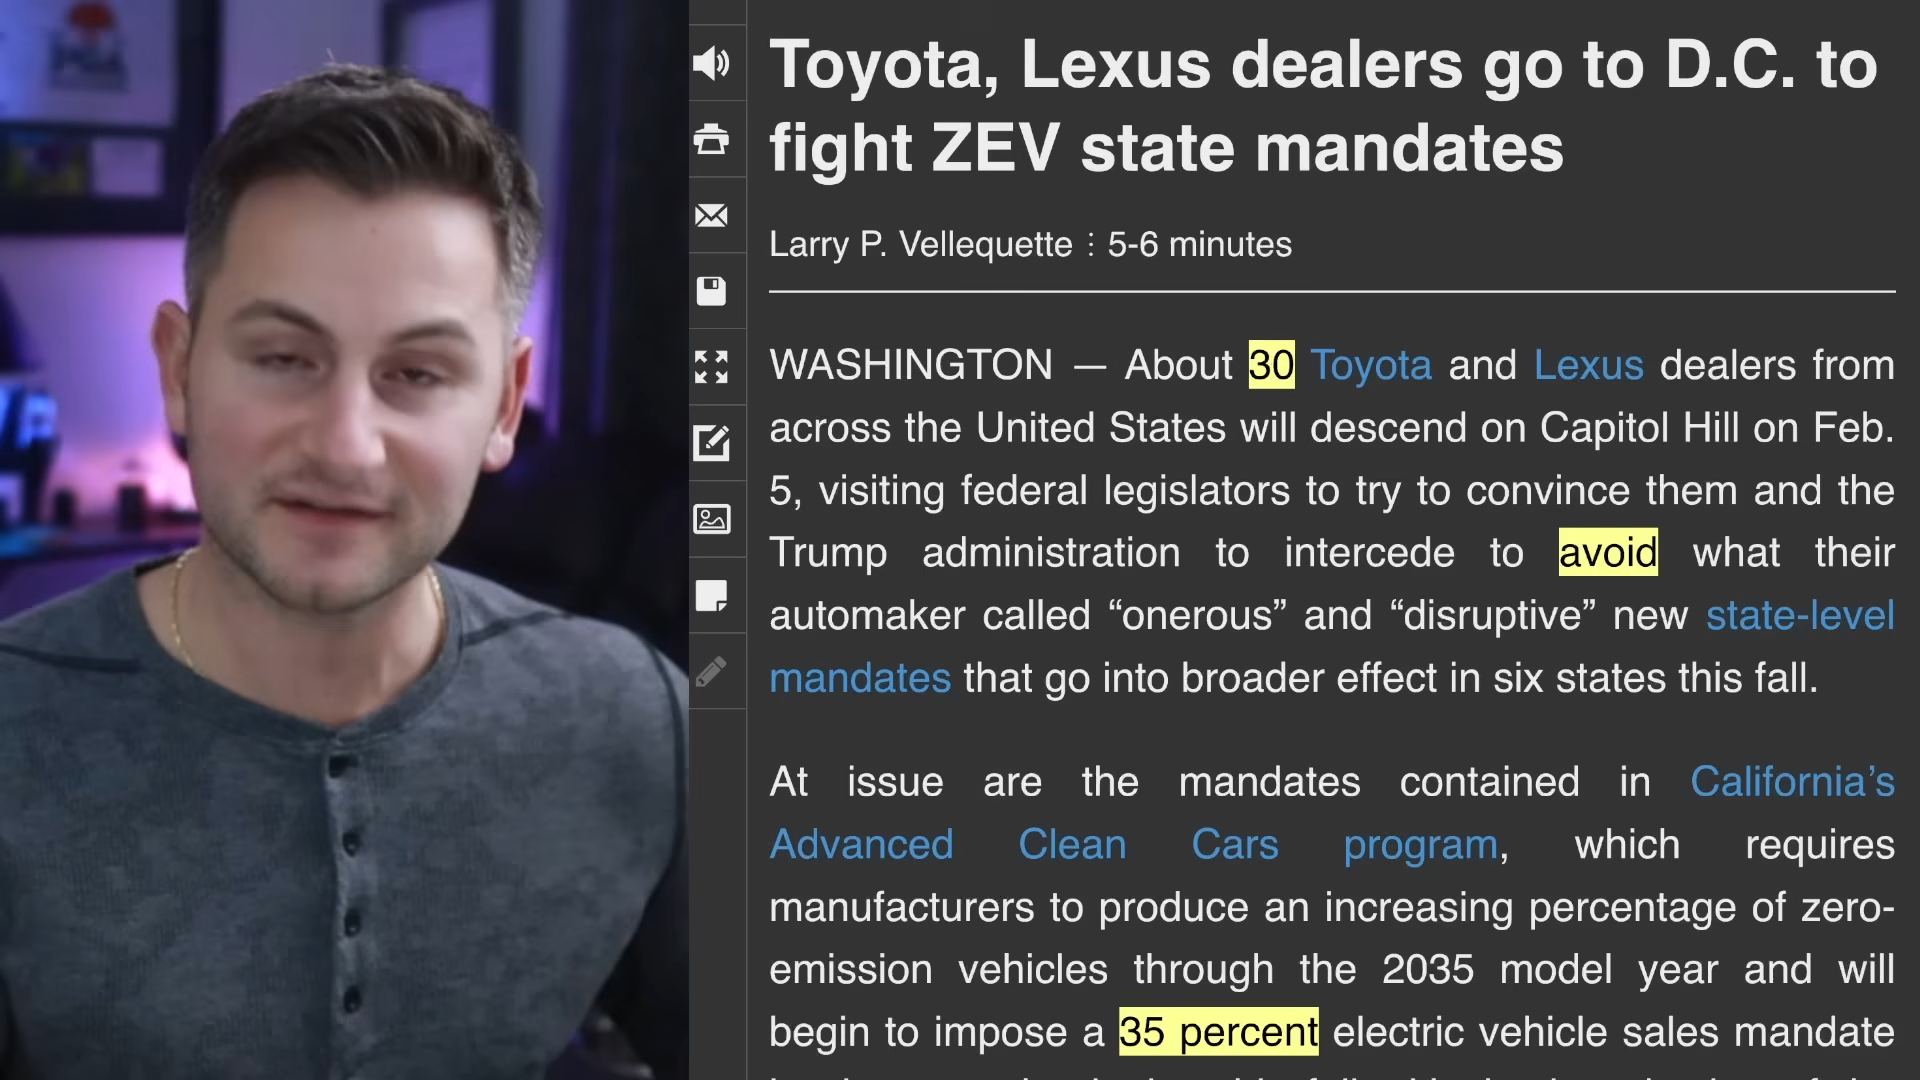 Toyota, Lexus dealers go to D.C. to
fight ZEV state mandates
Larry P. Vellequette ⋮ 5-6 minutes
WASHINGTON — About 30 Toyota and Lexus dealers from
across the United States will descend on Capitol Hill on Feb.
5, visiting federal legislators to try to convince them and the
Trump administration to intercede to avoid what their
automaker called “onerous” and “disruptive” new state-level
mandates that go into broader effect in six states this fall.
At issue are the mandates contained in California’s
Advanced Clean Cars program, which requires
manufacturers to produce an increasing percentage of zero-
emission vehicles through the 2035 model year and will
begin to impose a 35 percent electric vehicle sales mandate